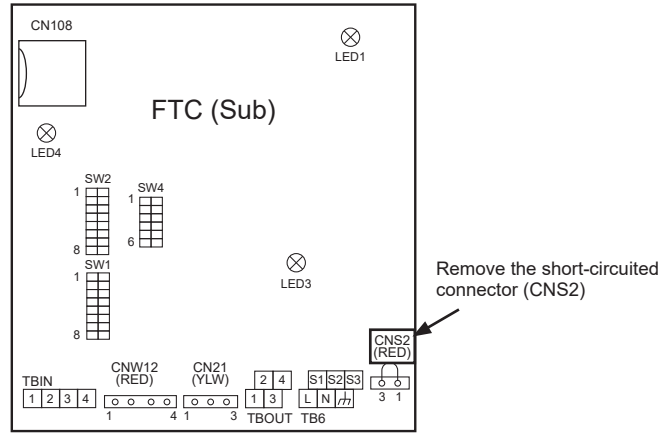 CN108
LED1
FTC (Sub)
LED4
SW2
1
8
SW4
1
6
SW1
1
8
LED3
Remove the short-circuited
connector (CNS2)
CNS2
(RED)
3 1
TBIN
1 2 3 4
CNW12
(RED)
1 4
CN21
(YLW)
1 3
2 4
1 3
TBOUT
S1 S2 S3
L N
TB6